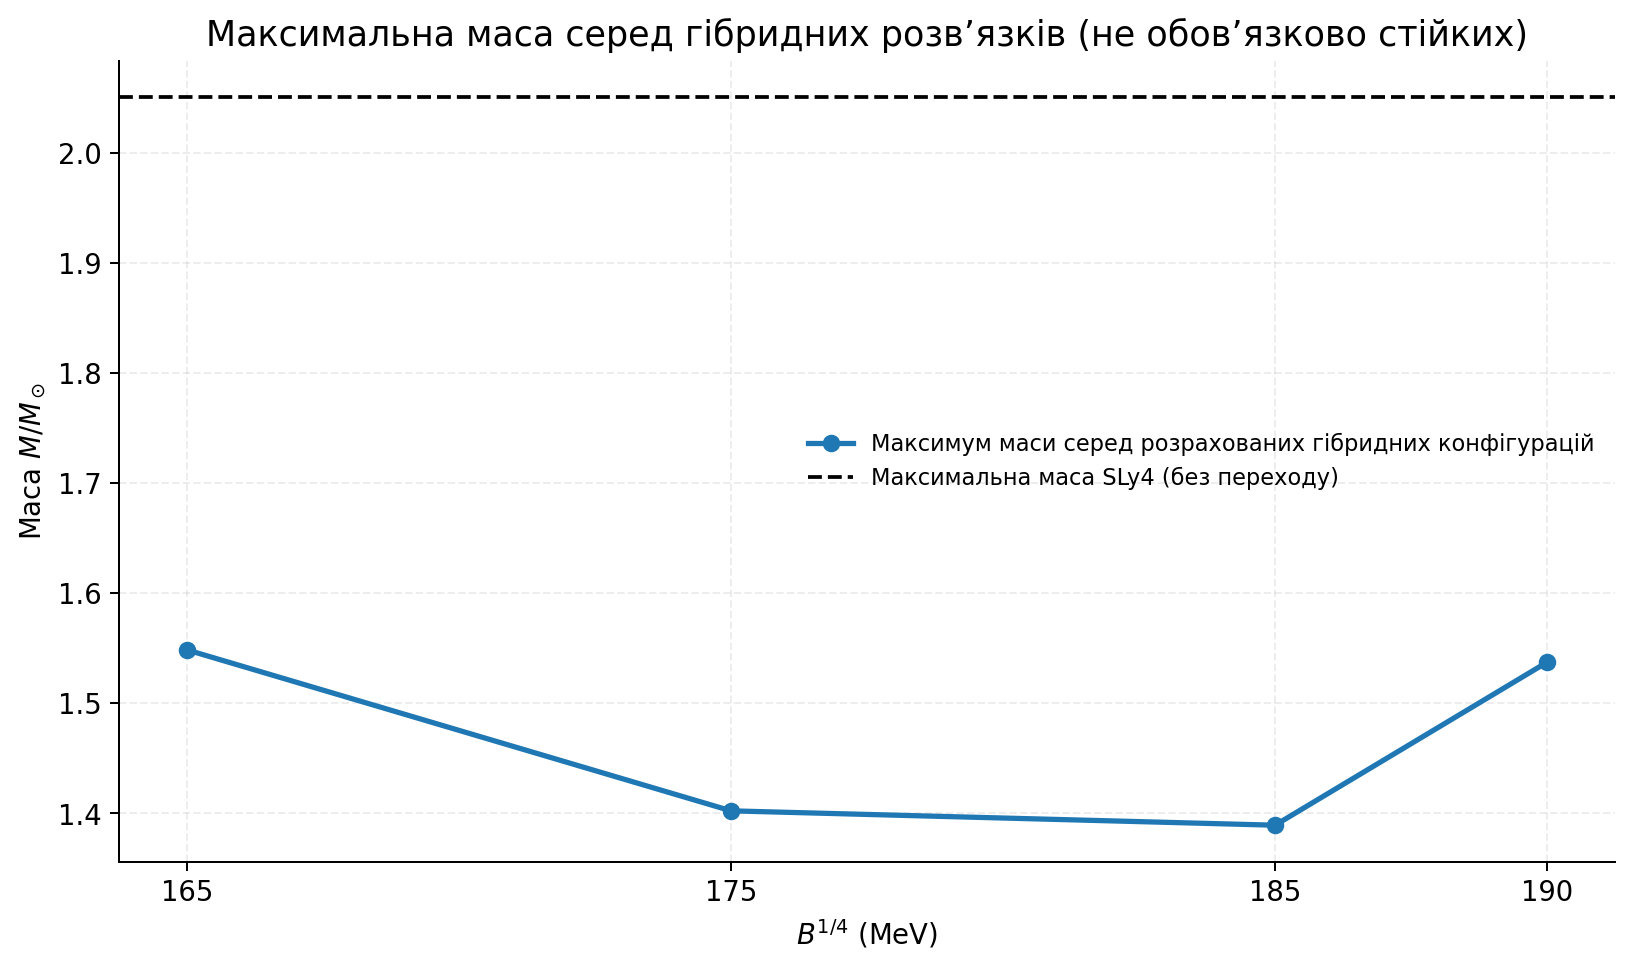 Максимальна маса серед гібридних розв’язків (не обов’язково стійких)
Маса M/M⊙
2.0
1.9
1.8
1.7
1.6
1.5
1.4
Максимум маси серед розрахованих гібридних конфігурацій
Максимальна маса SLy4 (без переходу)
165 175 185 190
B^{1/4} (MeV)